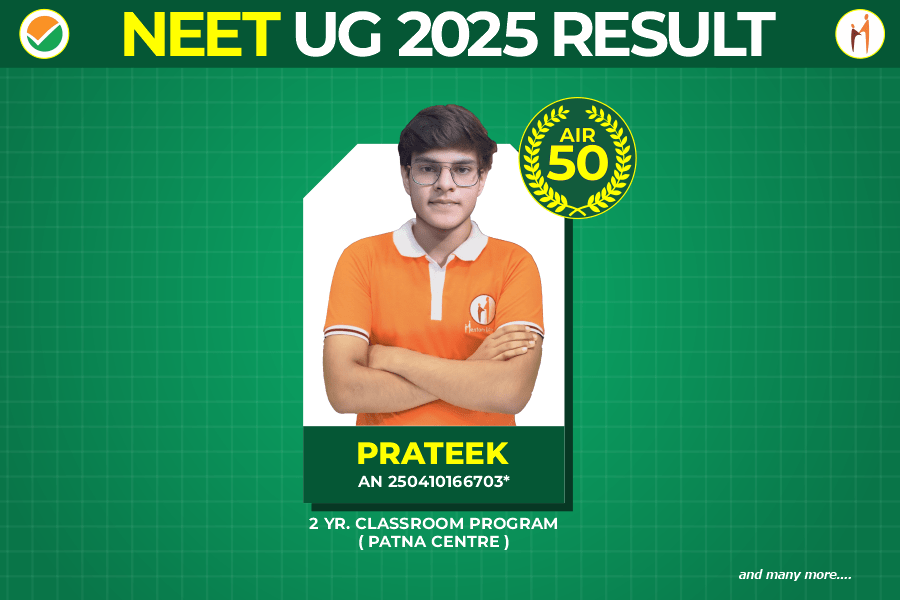 NEET UG 2025 RESULT
AIR
50
PRATEEK
AN 250410166703*
2 YR. CLASSROOM PROGRAM
( PATNA CENTRE )
and many more....